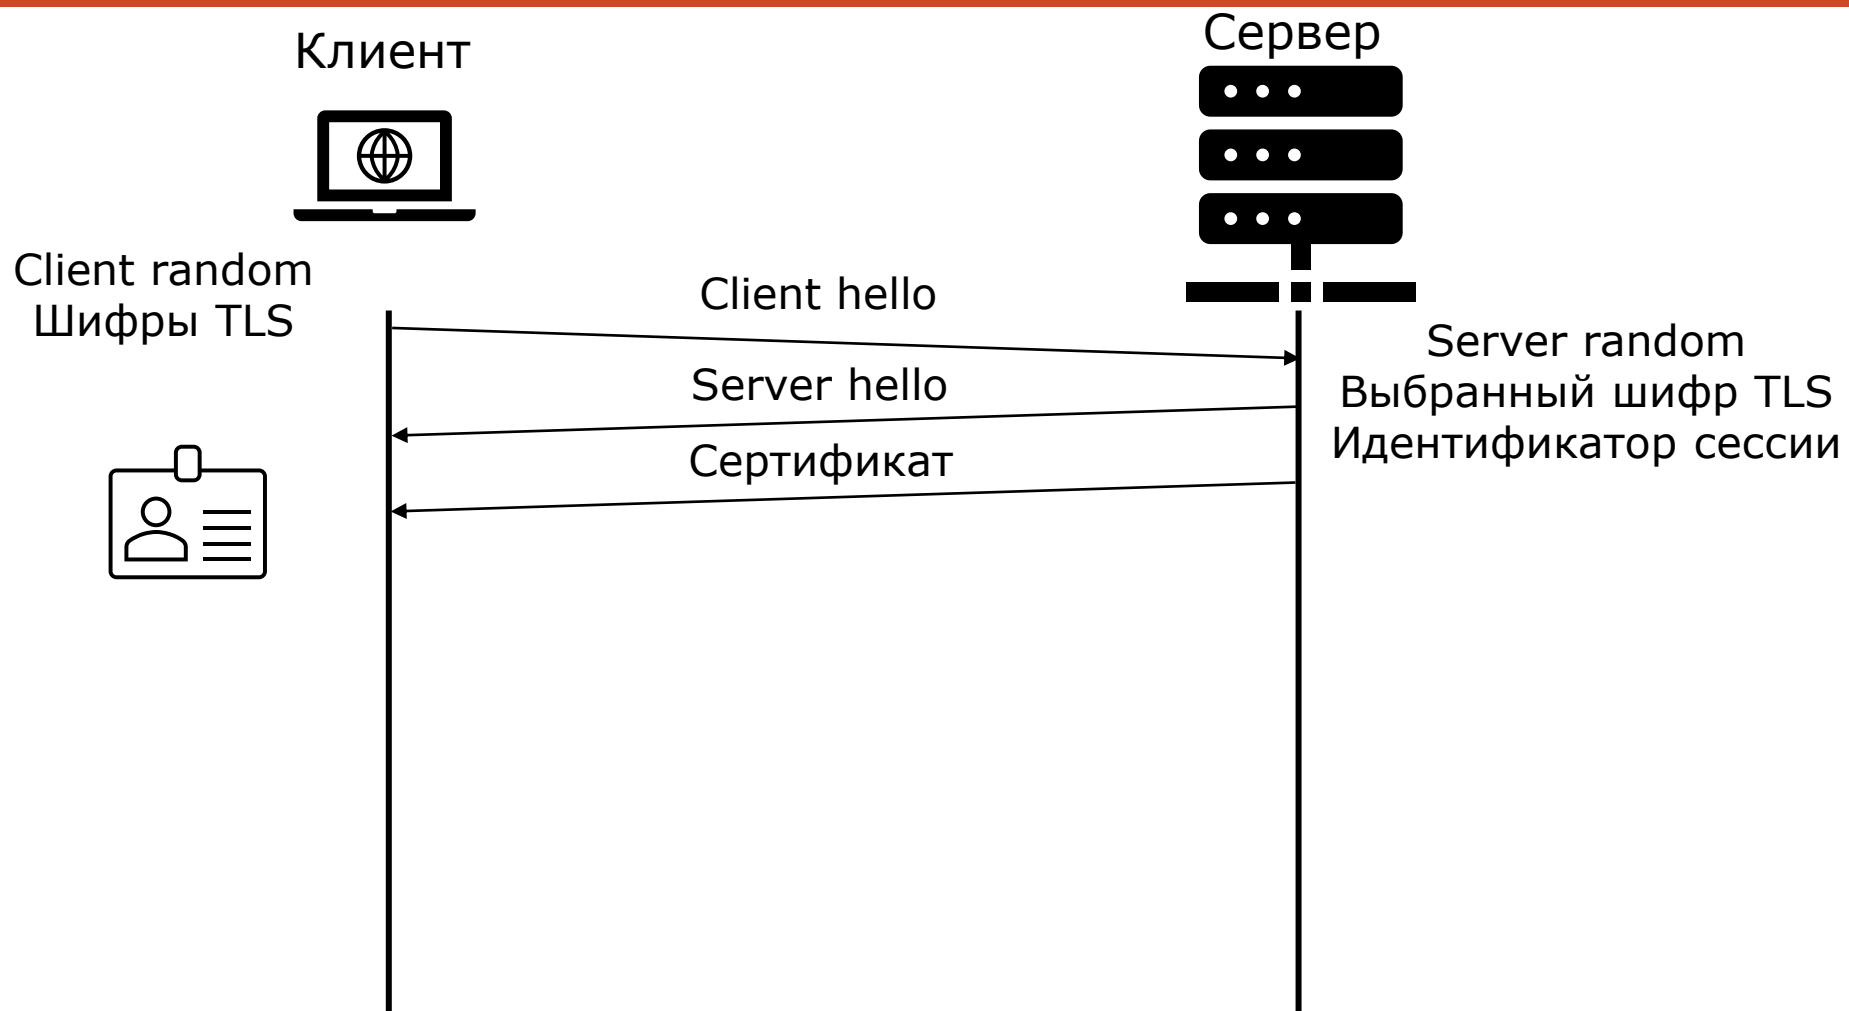 Клиент
Сервер
Client random
Шифры TLS
Client hello
Server random
Выбранный шифр TLS
Идентификатор сессии
Server hello
Сертификат